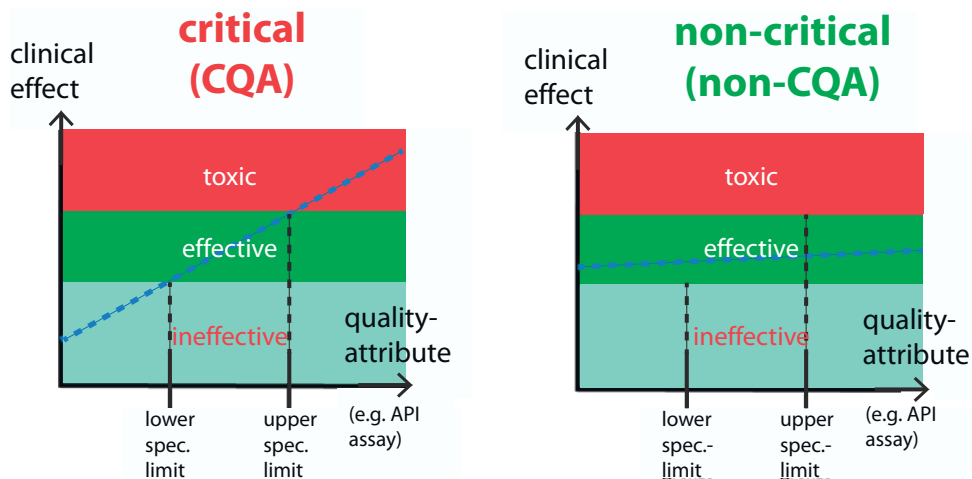 critical
(CQA)
clinical
effect
toxic
effective
ineffective
quality-
attribute
(e.g. API
assay)
lower
spec.
limit
upper
spec.
limit
non-critical
(non-CQA)
clinical
effect
toxic
effective
ineffective
quality-
attribute
(e.g. API
assay)
lower
spec.-
limit
upper
spec.-
limit